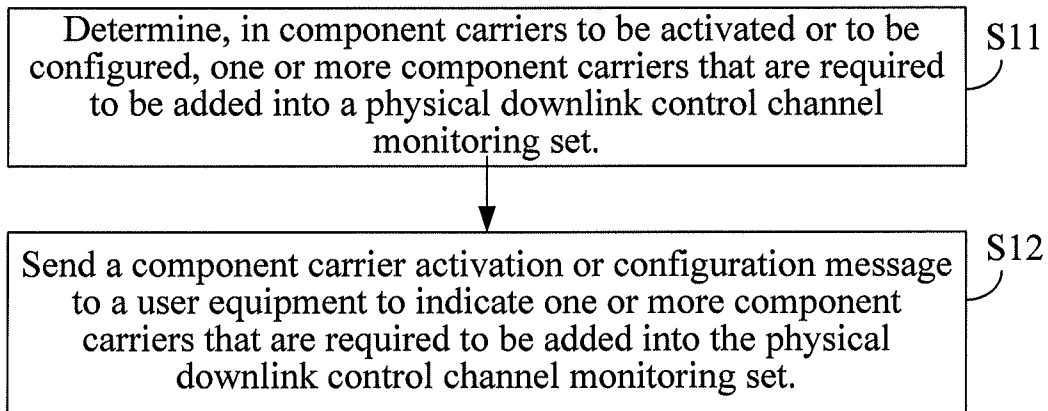 Determine, in component carriers to be activated or to be
configured, one or more component carriers that are required
to be added into a physical downlink control channel
monitoring set.
S11
Send a component carrier activation or configuration message
to a user equipment to indicate one or more component
carriers that are required to be added into the physical
downlink control channel monitoring set.
S12